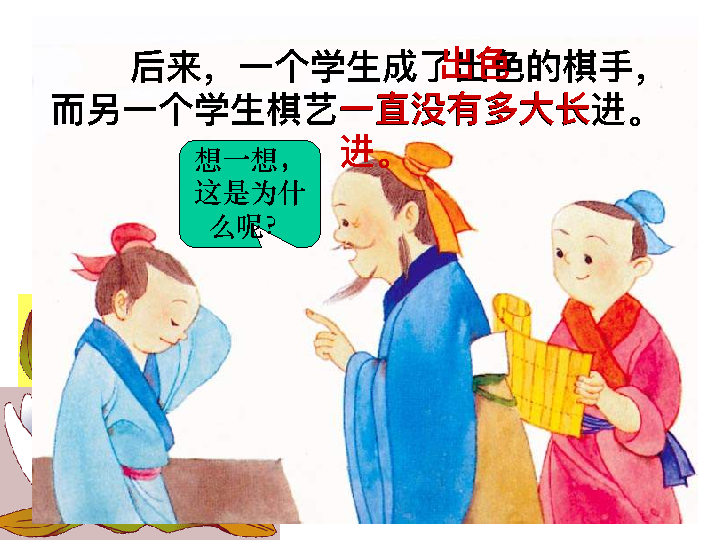 后来，一个学生成了出色的棋手，
而另一个学生棋艺一直没有多大长进。
出色
进。
想一想，
这是为什
么呢?